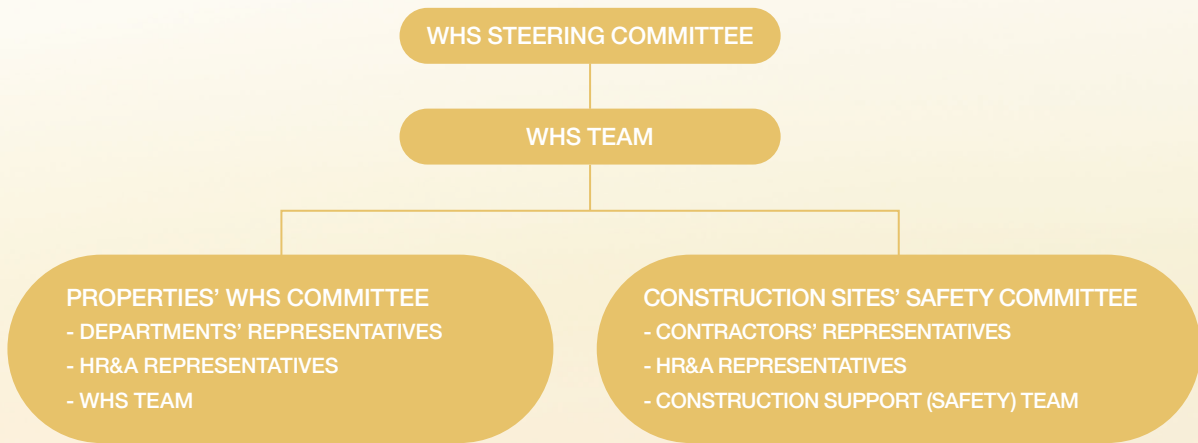 WHS STEERING COMMITTEE
WHS TEAM
PROPERTIES’ WHS COMMITTEE
- DEPARTMENTS’ REPRESENTATIVES
- HR&A REPRESENTATIVES
- WHS TEAM
CONSTRUCTION SITES’ SAFETY COMMITTEE
- CONTRACTORS’ REPRESENTATIVES
- HR&A REPRESENTATIVES
- CONSTRUCTION SUPPORT (SAFETY) TEAM